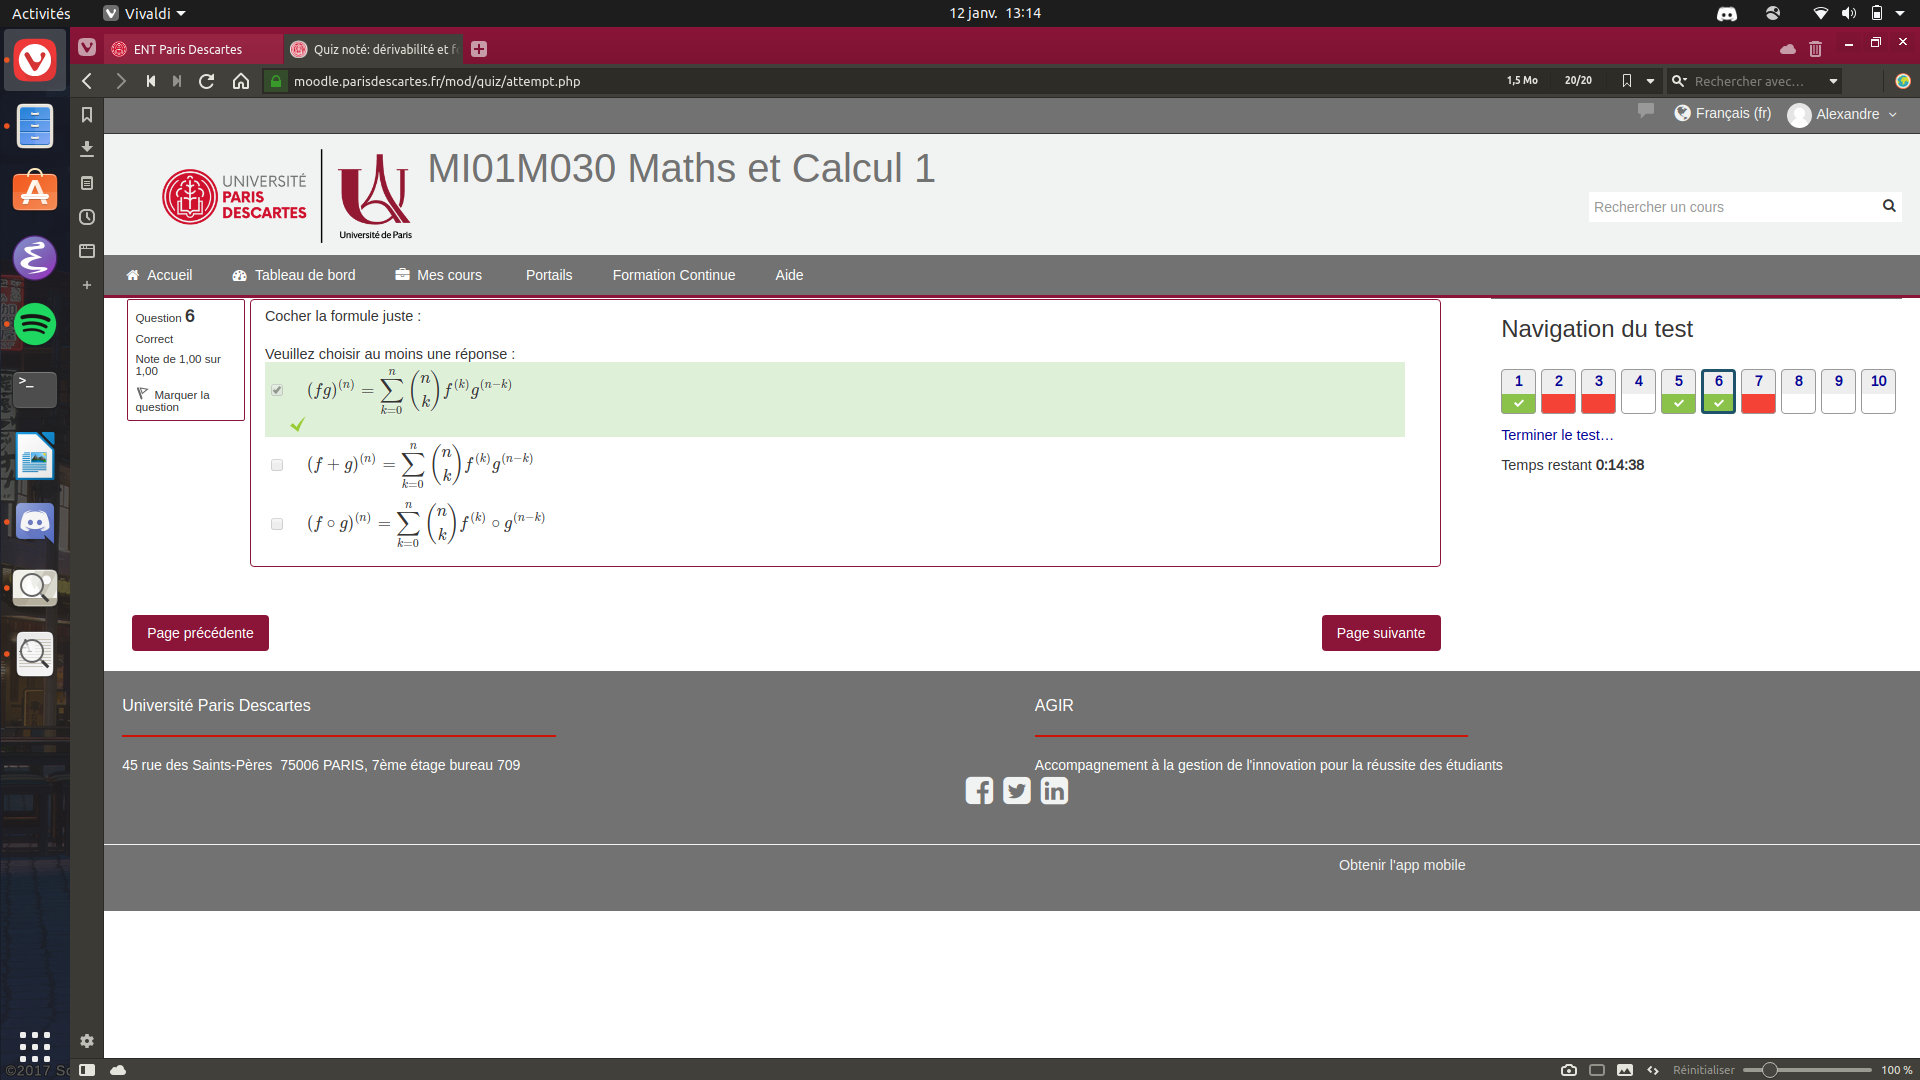 Activités
Vivaldi
12 janv. 13:14
ENT Paris Descartes
Quiz noté: dérivabilité et f
moodle.parisdescartes.fr/mod/quiz/attempt.php
1,5 Mo
20/20
Rechercher avec…
Français (fr)
Alexandre
UNIVERSITÉ
PARIS
DESCARTES
Université de Paris
MI01M030 Maths et Calcul 1
Rechercher un cours
Accueil
Tableau de bord
Mes cours
Portails
Formation Continue
Aide
Question 6
Correct
Note de 1,00 sur
1,00
Marquer la
question
Cocher la formule juste :
Veuillez choisir au moins une réponse :
(fg)^{(n)} = \sum_{k=0}^{n} \binom{n}{k} f^{(k)} g^{(n-k)}
(f + g)^{(n)} = \sum_{k=0}^{n} \binom{n}{k} f^{(k)} g^{(n-k)}
(f ∘ g)^{(n)} = \sum_{k=0}^{n} \binom{n}{k} f^{(k)} ∘ g^{(n-k)}
Page précédente
Page suivante
Navigation du test
1 2 3 4 5 6 7 8 9 10
Terminer le test…
Temps restant 0:14:38
Université Paris Descartes
45 rue des Saints-Pères 75006 PARIS, 7ème étage bureau 709
AGIR
Accompagnement à la gestion de l'innovation pour la réussite des étudiants
Obtenir l'app mobile
©2017
Réinitialiser
100 %